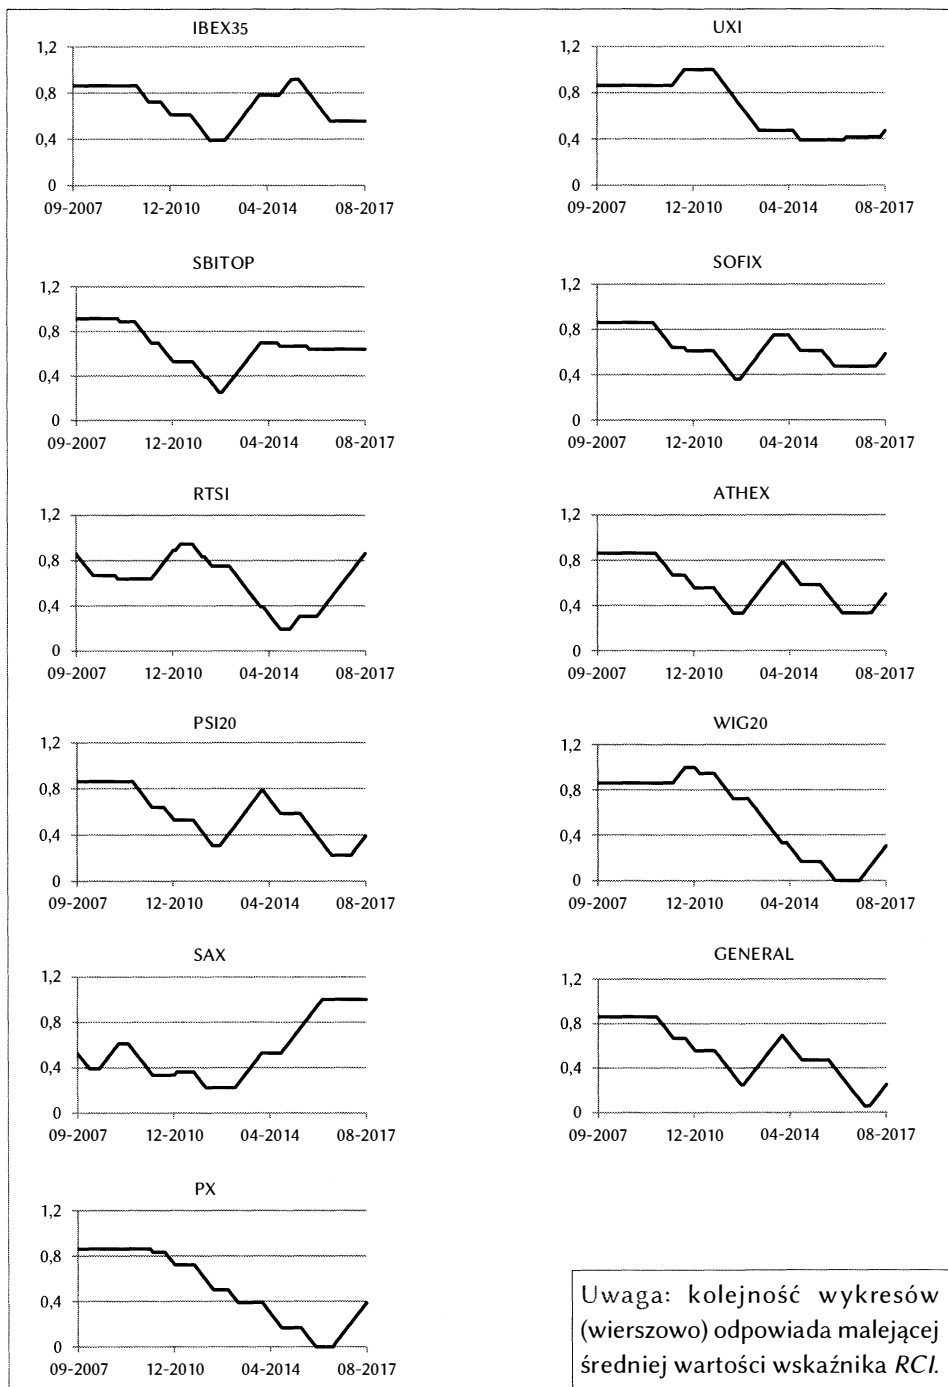 IBEX35
1,2
0,8
0,4
0
09-2007 12-2010 04-2014 08-2017
UXI
1,2
0,8
0,4
0
09-2007 12-2010 04-2014 08-2017
SBITOP
1,2
0,8
0,4
0
09-2007 12-2010 04-2014 08-2017
SOFIX
1,2
0,8
0,4
0
09-2007 12-2010 04-2014 08-2017
RTSI
1,2
0,8
0,4
0
09-2007 12-2010 04-2014 08-2017
ATHEX
1,2
0,8
0,4
0
09-2007 12-2010 04-2014 08-2017
PSI20
1,2
0,8
0,4
0
09-2007 12-2010 04-2014 08-2017
WIG20
1,2
0,8
0,4
0
09-2007 12-2010 04-2014 08-2017
SAX
1,2
0,8
0,4
0
09-2007 12-2010 04-2014 08-2017
GENERAL
1,2
0,8
0,4
0
09-2007 12-2010 04-2014 08-2017
PX
1,2
0,8
0,4
0
09-2007 12-2010 04-2014 08-2017
Uwaga: kolejność wykresów
(wierszowo) odpowiada malejącej
średniej wartości wskaźnika RCI.